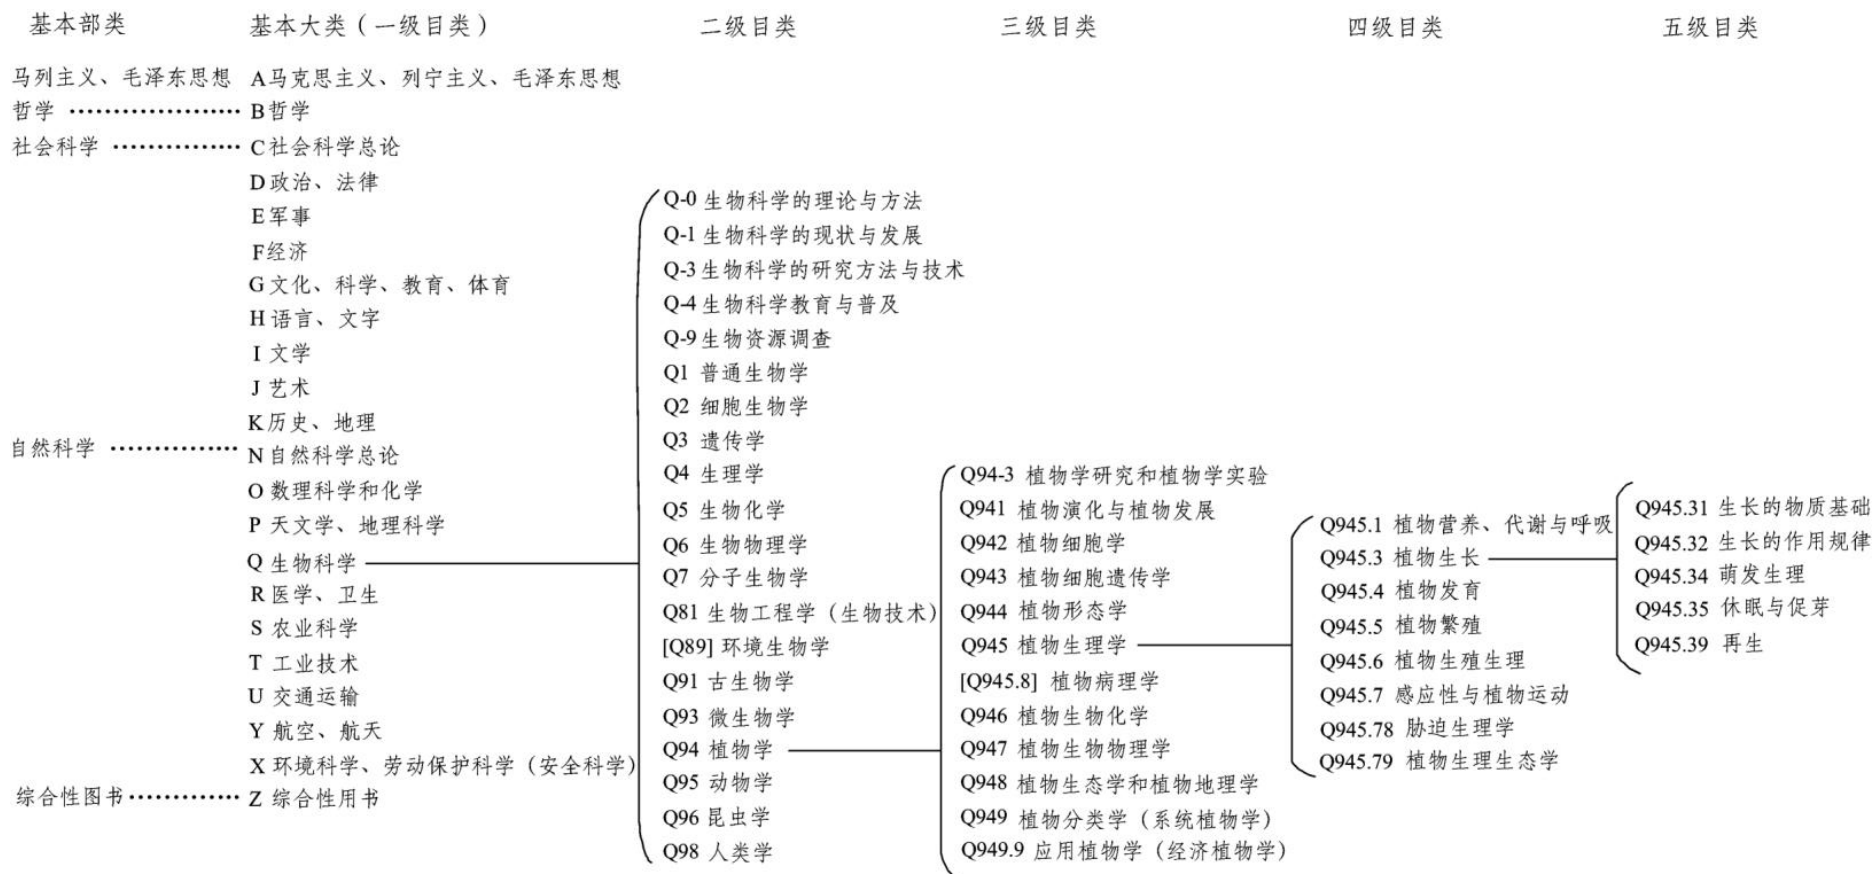 基本部类
基本大类（一级目类）
二级目类
三级目类
四级目类
五级目类
马列主义、毛泽东思想
哲学
社会科学
自然科学
综合性图书
A马克思主义、列宁主义、毛泽东思想
B哲学
C社会科学总论
D政治、法律
E军事
F经济
G文化、科学、教育、体育
H语言、文字
I 文学
J 艺术
K历史、地理
N自然科学总论
O 数理科学和化学
P 天文学、地理科学
Q 生物科学
R 医学、卫生
S 农业科学
T 工业技术
U 交通运输
Y 航空、航天
X 环境科学、劳动保护科学（安全科学）
Z 综合性用书
Q-0 生物科学的理论与方法
Q-1 生物科学的现状与发展
Q-3生物科学的研究方法与技术
Q-4 生物科学教育与普及
Q-9 生物资源调查
Q1 普通生物学
Q2 细胞生物学
Q3 遗传学
Q4 生理学
Q5 生物化学
Q6 生物物理学
Q7 分子生物学
Q81 生物工程学（生物技术）
[Q89] 环境生物学
Q91 古生物学
Q93 微生物学
Q94 植物学
Q95 动物学
Q96 昆虫学
Q98 人类学
Q94-3 植物学研究和植物学实验
Q941 植物演化与植物发展
Q942 植物细胞学
Q943 植物细胞遗传学
Q944 植物形态学
Q945 植物生理学
[Q945.8] 植物病理学
Q946 植物生物化学
Q947 植物生物物理学
Q948 植物生态学和植物地理学
Q949 植物分类学（系统植物学）
Q949.9 应用植物学（经济植物学）
Q945.1 植物营养、代谢与呼吸
Q945.3 植物生长
Q945.4 植物发育
Q945.5 植物繁殖
Q945.6 植物生殖生理
Q945.7 感应性与植物运动
Q945.78 胁迫生理学
Q945.79 植物生理生态学
Q945.31 生长的物质基础
Q945.32 生长的作用规律
Q945.34 萌发生理
Q945.35 休眠与促芽
Q945.39 再生